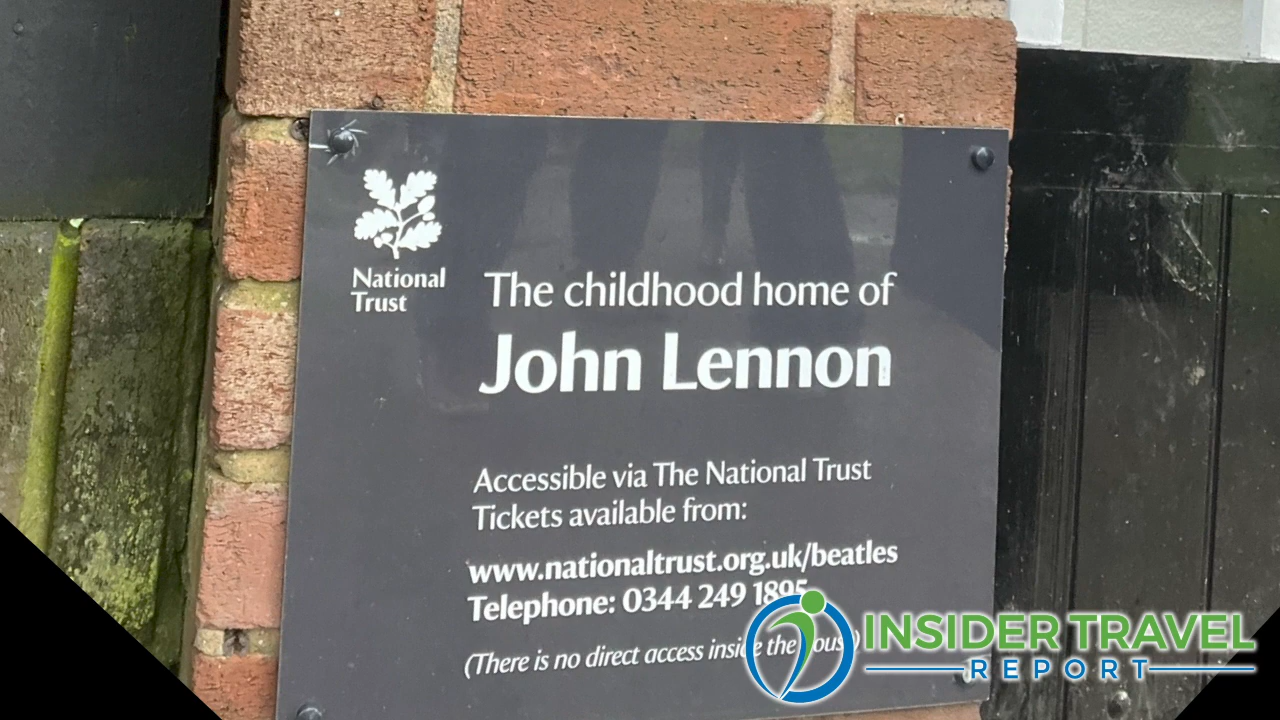 National
Trust
The childhood home of
John Lennon
Accessible via The National Trust
Tickets available from:
www.nationaltrust.org.uk/beatles
Telephone: 0344 249 1895
(There is no direct access inside the house)
INSIDER TRAVEL
REPORT